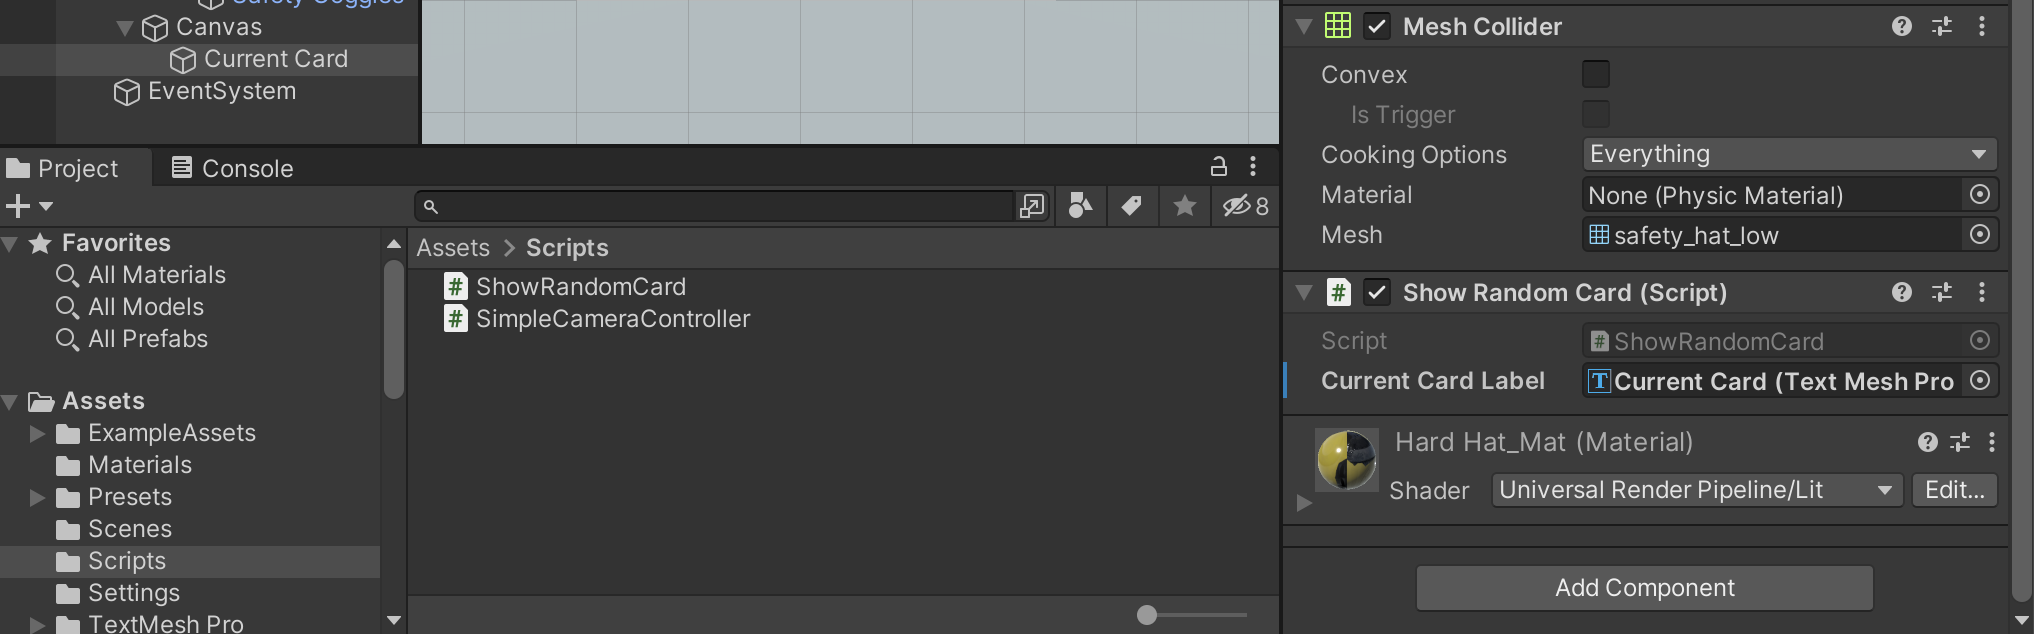 Safety Goggles
Canvas
Current Card
EventSystem
Project
Console
8
Favorites
All Materials
All Models
All Prefabs
Assets
ExampleAssets
Materials
Presets
Scenes
Scripts
Settings
TextMesh Pro
Assets > Scripts
# ShowRandomCard
# SimpleCameraController
Mesh Collider
Convex
Is Trigger
Cooking Options Everything
Material None (Physic Material)
Mesh safety_hat_low
# Show Random Card (Script)
Script # ShowRandomCard
Current Card Label T Current Card (Text Mesh Pro
Hard Hat_Mat (Material)
Shader Universal Render Pipeline/Lit Edit...
Add Component